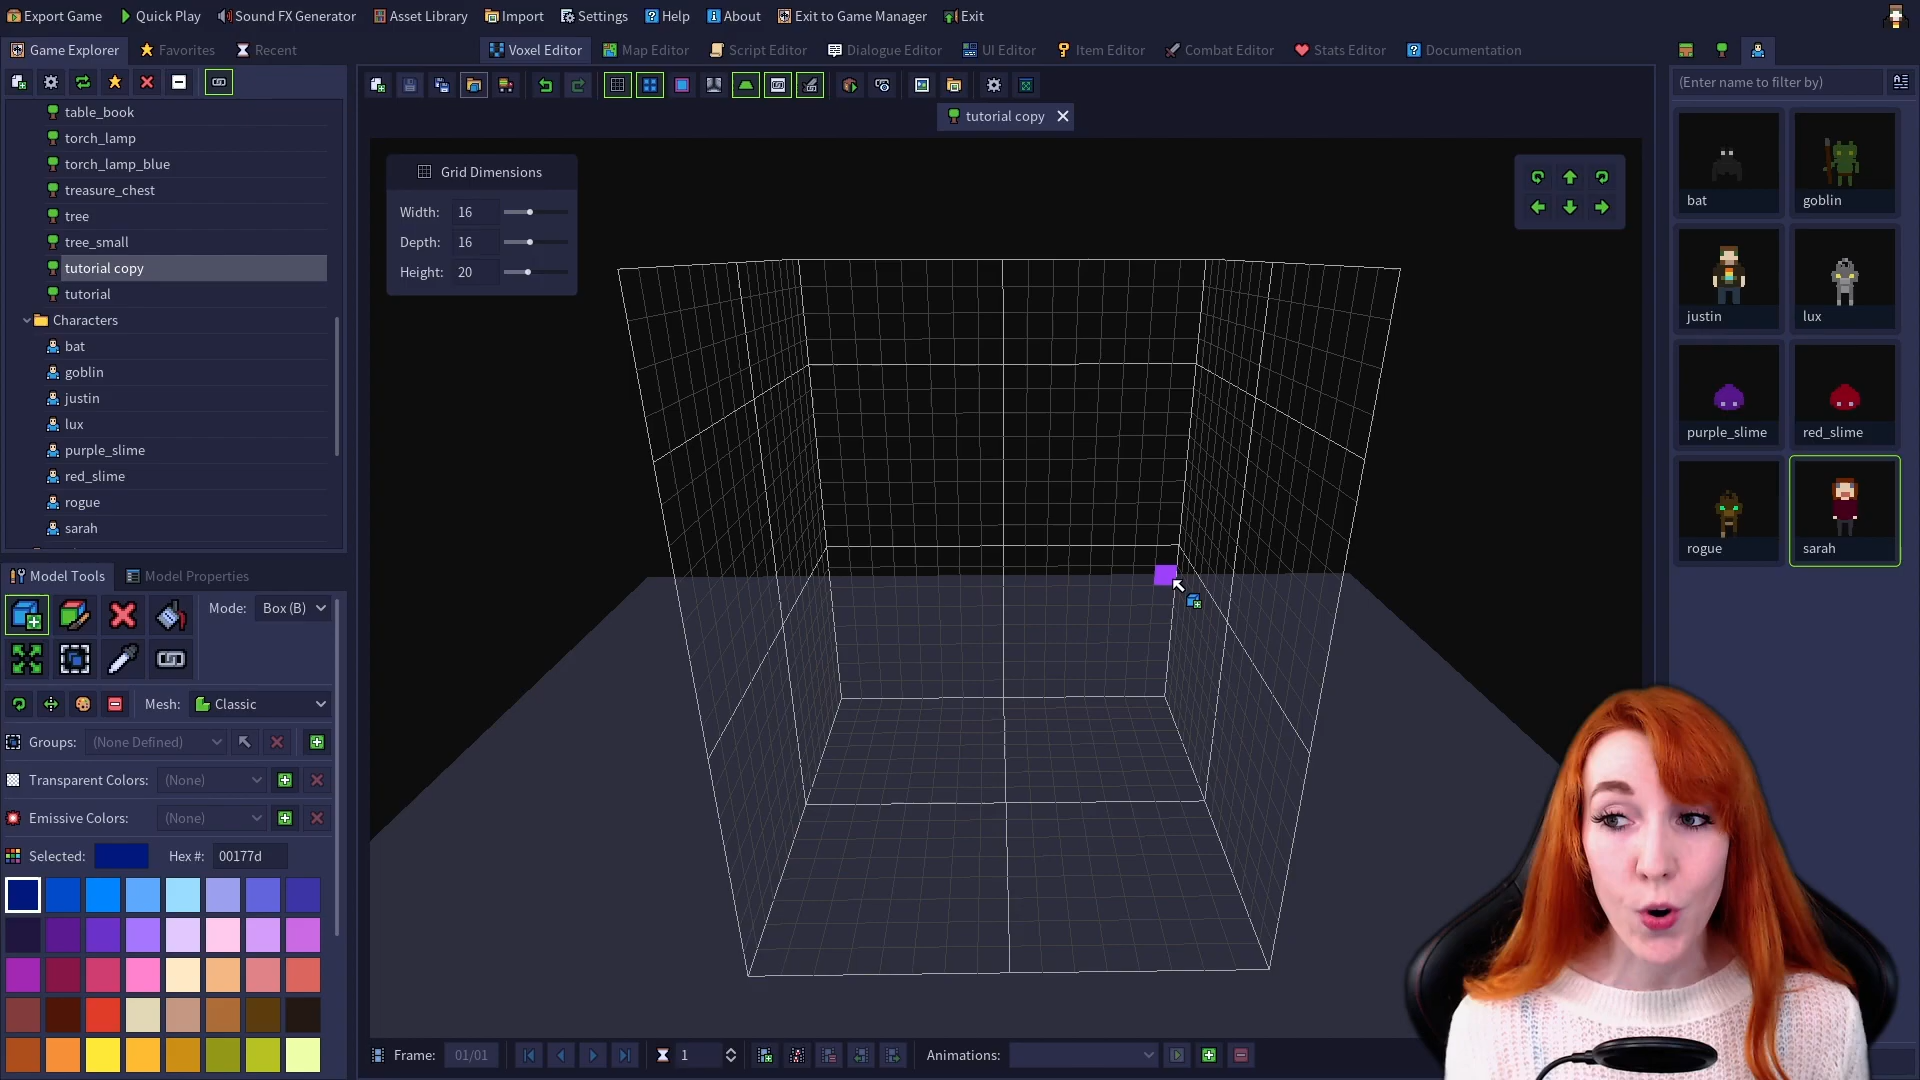 Export Game Quick Play Sound FX Generator Asset Library Import Settings Help About Exit to Game Manager Exit
Game Explorer Favorites Recent
Voxel Editor Map Editor Script Editor Dialogue Editor UI Editor Item Editor Combat Editor Stats Editor Documentation
(Enter name to filter by)
table_book
torch_lamp
torch_lamp_blue
treasure_chest
tree
tree_small
tutorial copy
tutorial
Characters
bat
goblin
justin
lux
purple_slime
red_slime
rogue
sarah
tutorial copy
Grid Dimensions
Width: 16
Depth: 16
Height: 20
bat goblin
justin lux
purple_slime red_slime
rogue sarah
Model Tools Model Properties
Mode: Box (B)
Mesh: Classic
Groups: (None Defined)
Transparent Colors: (None)
Emissive Colors: (None)
Selected: Hex #: 00177d
Frame: 01/01 1 Animations: